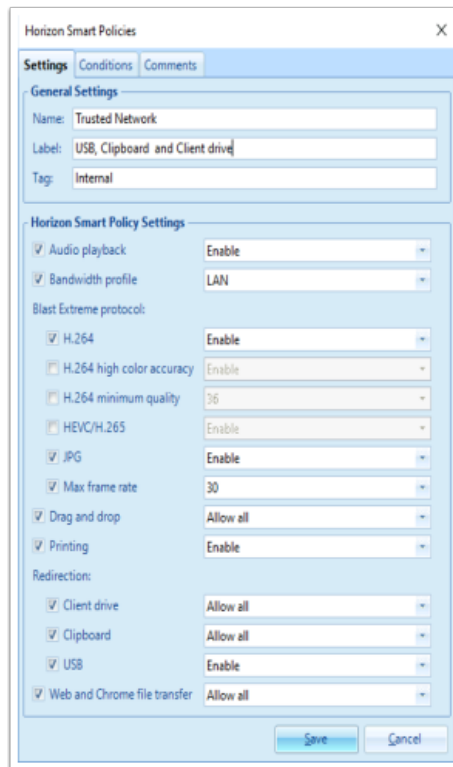 Horizon Smart Policies X
Settings Conditions Comments
General Settings
Name: Trusted Network
Label: USB, Clipboard and Client drive
Tag: Internal
Horizon Smart Policy Settings
Audio playback Enable
Bandwidth profile LAN
Blast Extreme protocol:
H.264 Enable
H.264 high color accuracy Enable
H.264 minimum quality 36
HEVC/H.265 Enable
JPG Enable
Max frame rate 30
Drag and drop Allow all
Printing Enable
Redirection:
Client drive Allow all
Clipboard Allow all
USB Enable
Web and Chrome file transfer Allow all
Save Cancel